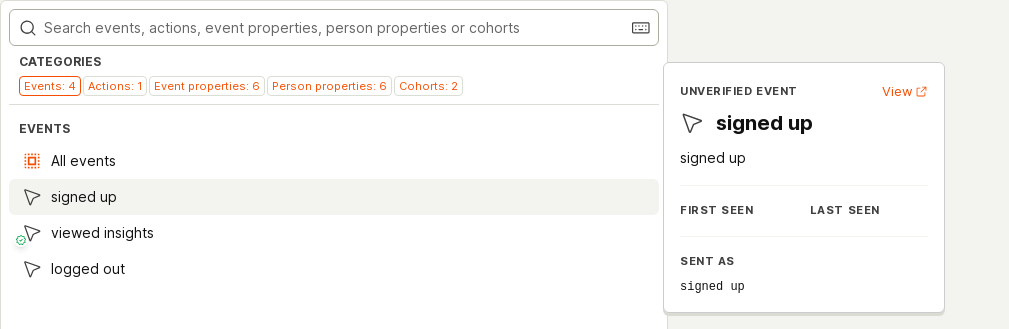 Search events, actions, event properties, person properties or cohorts
CATEGORIES
Events: 4 Actions: 1 Event properties: 6 Person properties: 6 Cohorts: 2
EVENTS
All events
signed up
viewed insights
logged out
UNVERIFIED EVENT View
signed up
signed up
FIRST SEEN LAST SEEN
SENT AS
signed up